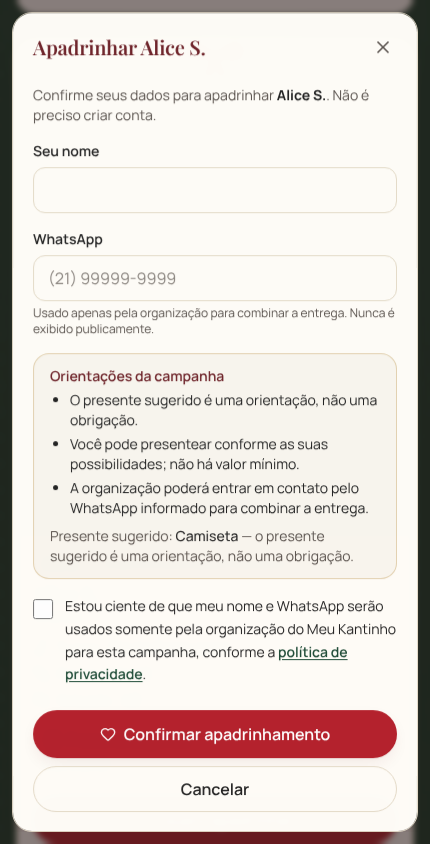 Apadrinhar Alice S.
Confirme seus dados para apadrinhar Alice S.. Não é
preciso criar conta.
Seu nome
WhatsApp
(21) 99999-9999
Usado apenas pela organização para combinar a entrega. Nunca é
exibido publicamente.
Orientações da campanha
• O presente sugerido é uma orientação, não uma
obrigação.
• Você pode presentear conforme as suas
possibilidades; não há valor mínimo.
• A organização poderá entrar em contato pelo
WhatsApp informado para combinar a entrega.
Presente sugerido: Camiseta — o presente
sugerido é uma orientação, não uma obrigação.
Estou ciente de que meu nome e WhatsApp serão
usados somente pela organização do Meu Kantinho
para esta campanha, conforme a política de
privacidade.
Confirmar apadrinhamento
Cancelar